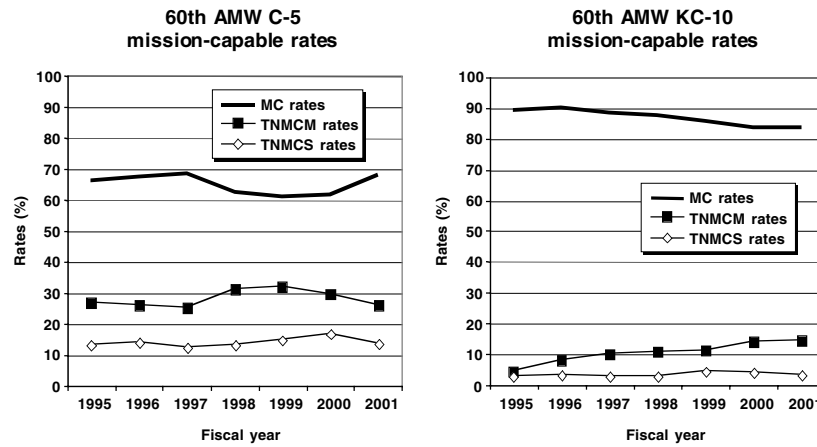 60th AMW C-5
mission-capable rates
100
90
80
70
60
50
40
30
20
10
0
Rates (%)
MC rates
TNMCM rates
TNMCS rates
1995 1996 1997 1998 1999 2000 2001
Fiscal year
60th AMW KC-10
mission-capable rates
100
90
80
70
60
50
40
30
20
10
0
Rates (%)
MC rates
TNMCM rates
TNMCS rates
1995 1996 1997 1998 1999 2000 2001
Fiscal year